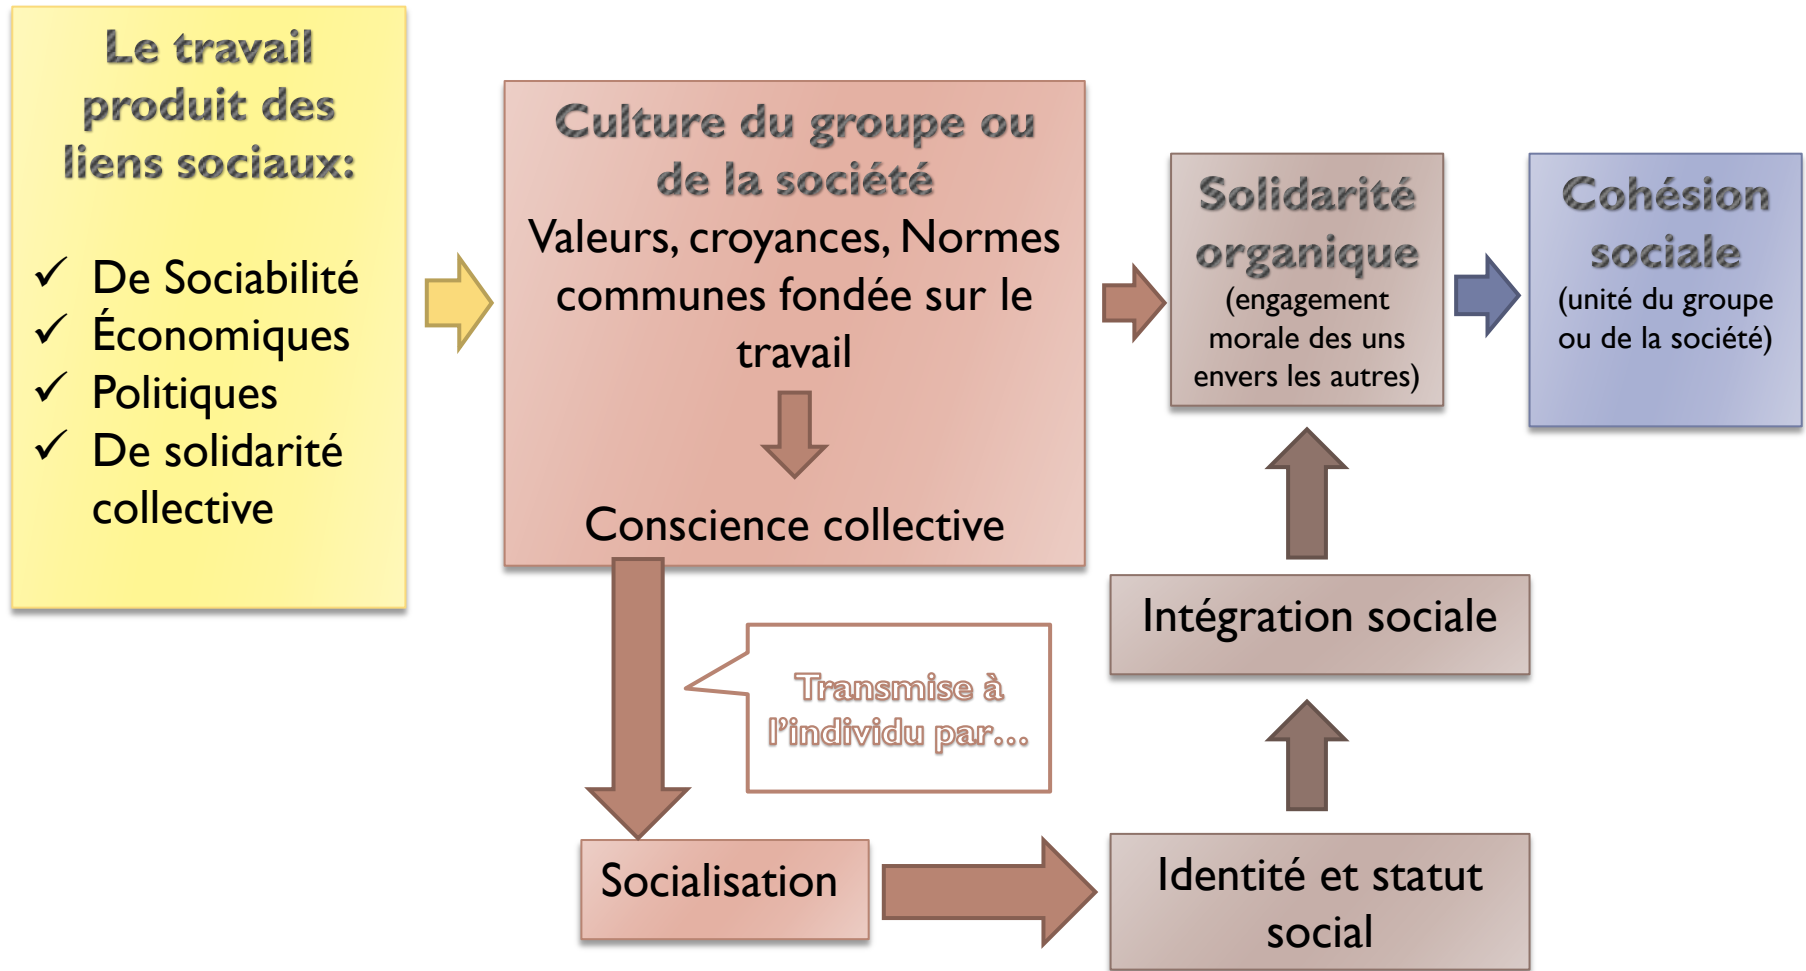 Le travail
produit des
liens sociaux:
✓ De Sociabilité
✓ Économiques
✓ Politiques
✓ De solidarité
collective
Culture du groupe ou
de la société
Valeurs, croyances, Normes
communes fondée sur le
travail
Conscience collective
Transmise à
l'individu par...
Socialisation
Identité et statut
social
Intégration sociale
Solidarité
organique
(engagement
morale des uns
envers les autres)
Cohésion
sociale
(unité du groupe
ou de la société)